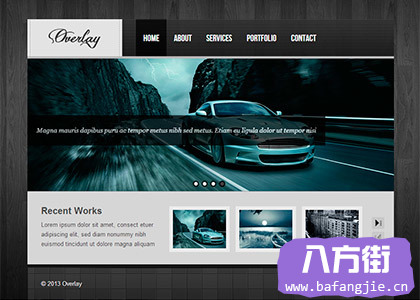 Overlay
HOME ABOUT SERVICES PORTFOLIO CONTACT
Magna mauris dapibus puru ac tempor metus nibh sed metus. Etiam eu ligula dolor ut tempor nisi
Recent Works
Lorem ipsum dolor sit amet, consect etuer
adipiscing elit, sed diam nonummy nibh
euismod tincidunt ut dolore magna aliquam
八方街
www.bafangjie.cn
© 2013 Overlay